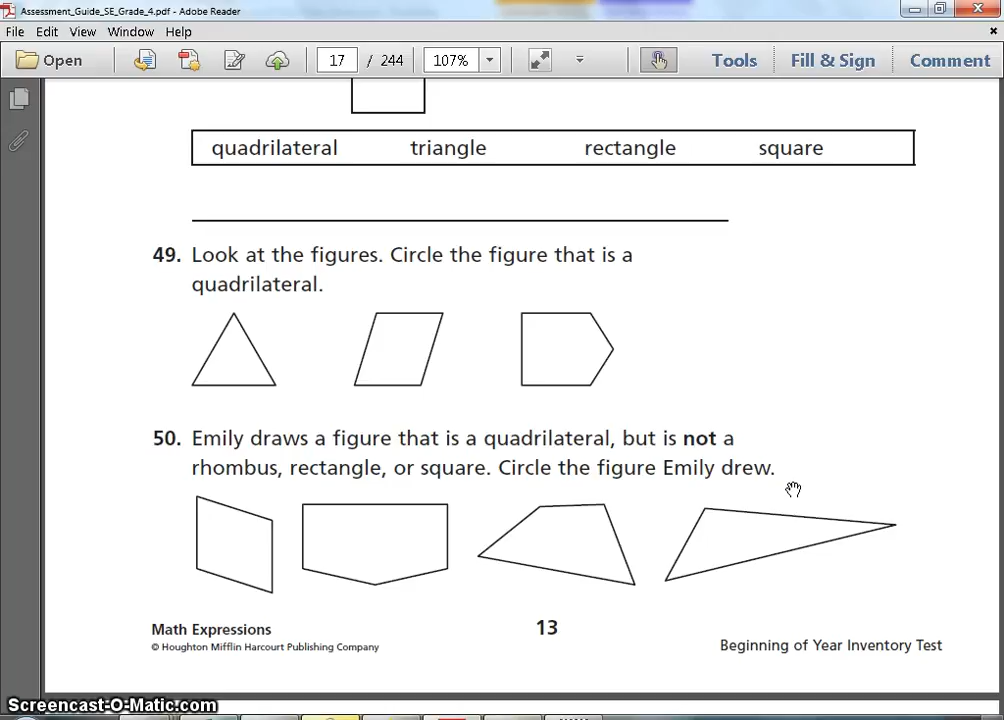 Assessment_Guide_SE_Grade_4.pdf - Adobe Reader
File Edit View Window Help
Open 17 / 244 107% Tools Fill & Sign Comment
quadrilateral triangle rectangle square
49. Look at the figures. Circle the figure that is a
quadrilateral.
50. Emily draws a figure that is a quadrilateral, but is not a
rhombus, rectangle, or square. Circle the figure Emily drew.
Math Expressions 13
© Houghton Mifflin Harcourt Publishing Company Beginning of Year Inventory Test
Screencast-O-Matic.com